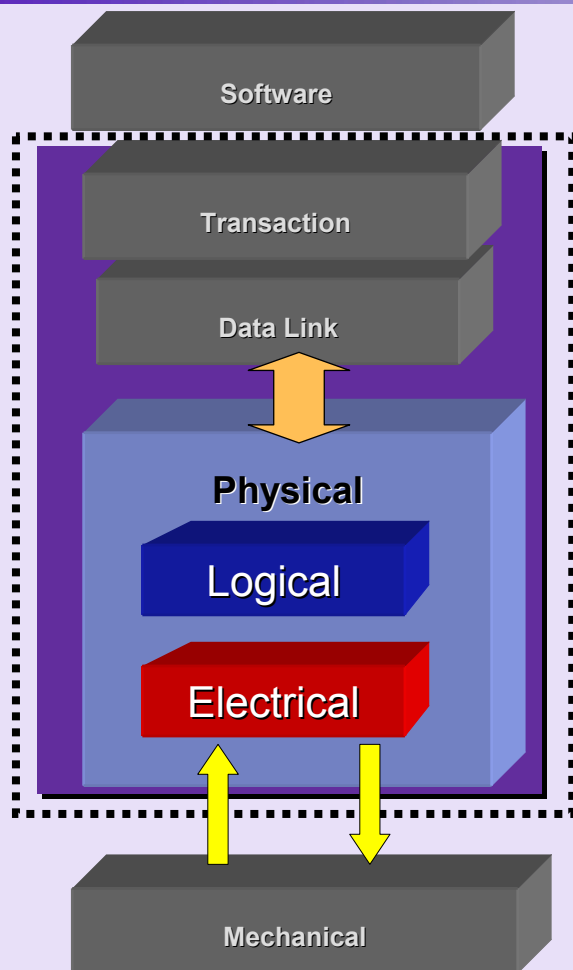 Software
Transaction
Data Link
Physical
Logical
Electrical
Mechanical